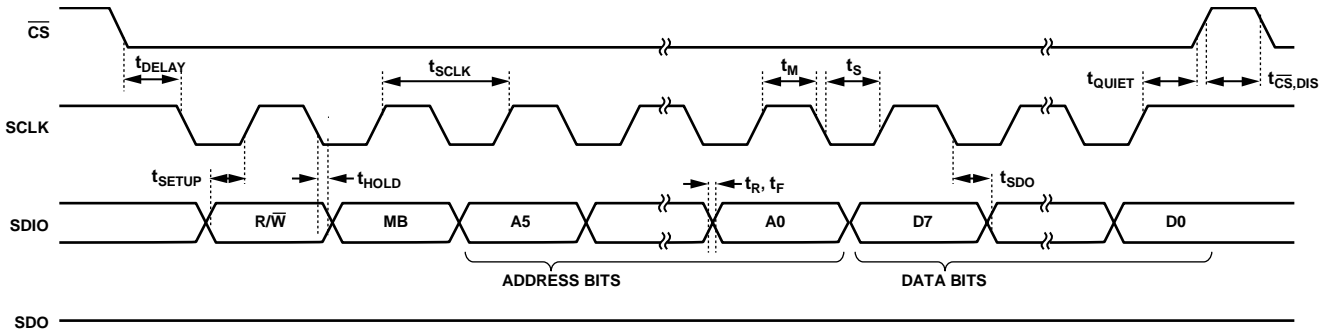 CS
tDELAY
tSCLK
tM
tS
tQUIET
tCS,DIS
SCLK
tSETUP
tHOLD
tR, tF
tSDO
SDIO
R/W
MB
A5
A0
D7
D0
ADDRESS BITS
DATA BITS
SDO